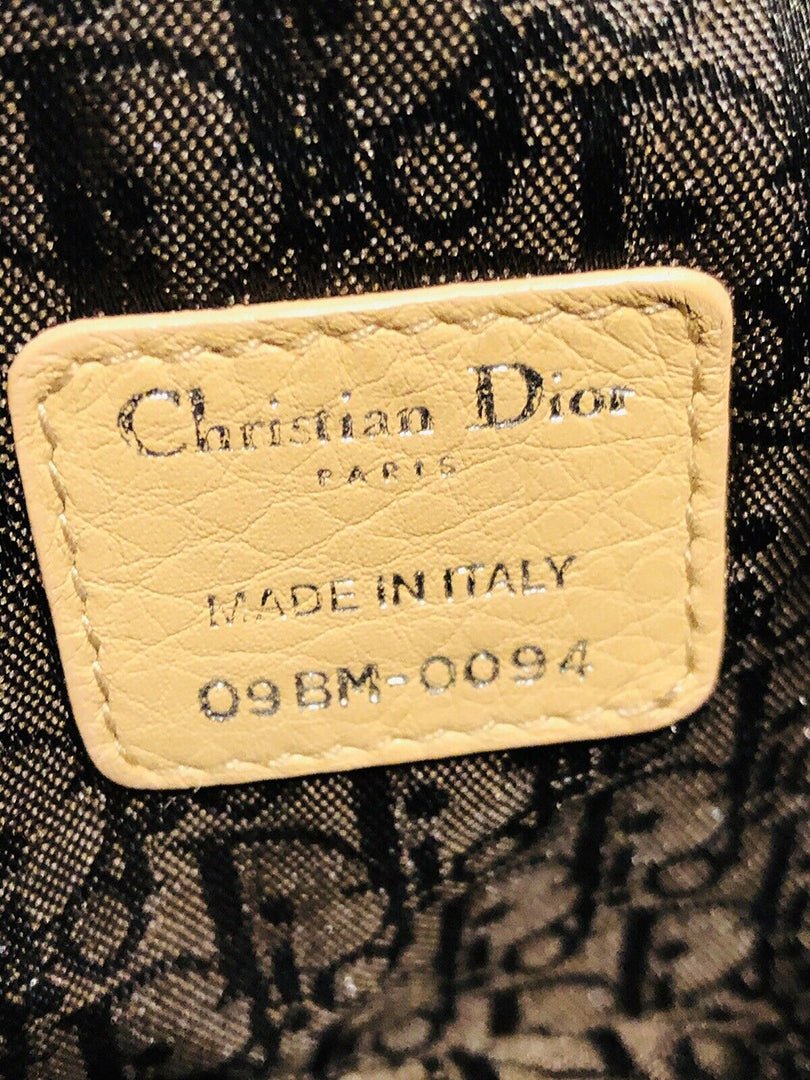 Christian Dior
PARIS
MADE IN ITALY
09BM-0094